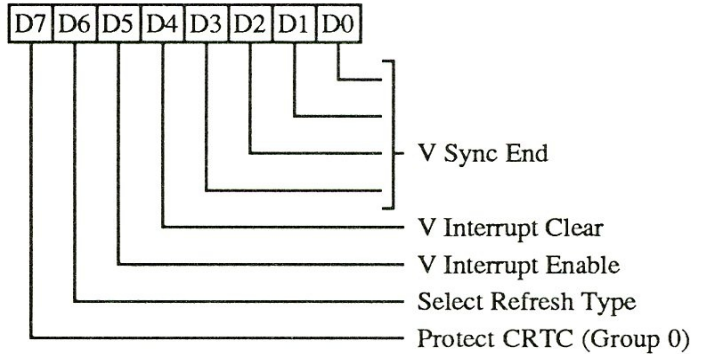 D7 D6 D5 D4 D3 D2 D1 D0
V Sync End
V Interrupt Clear
V Interrupt Enable
Select Refresh Type
Protect CRTC (Group 0)